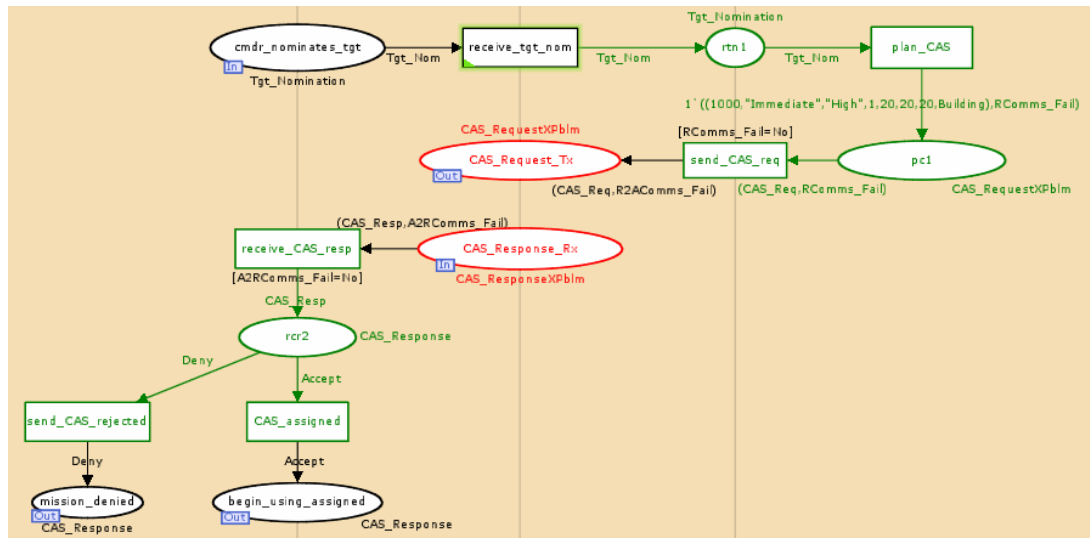 Tgt_Nomination
cmdr_nominates_tgt
Tgt_Nom
receive_tgt_nom
Tgt_Nom
rtn1
Tgt_Nom
plan_CAS
In
Tgt_Nomination
1`((1000,"Immediate","High",1,20,20,20,Building),RComms_Fail)
CAS_RequestXPblm
[RComms_Fail=No]
CAS_Request_Tx
send_CAS_req
pc1
Out
(CAS_Req,R2AComms_Fail)
(CAS_Req,RComms_Fail)
CAS_RequestXPblm
(CAS_Resp,A2RComms_Fail)
receive_CAS_resp
CAS_Response_Rx
In
[A2RComms_Fail=No]
CAS_ResponseXPblm
CAS_Resp
rcr2
CAS_Response
Deny
Accept
send_CAS_rejected
CAS_assigned
Deny
Accept
mission_denied
begin_using_assigned
Out
Out
CAS_Response
CAS_Response